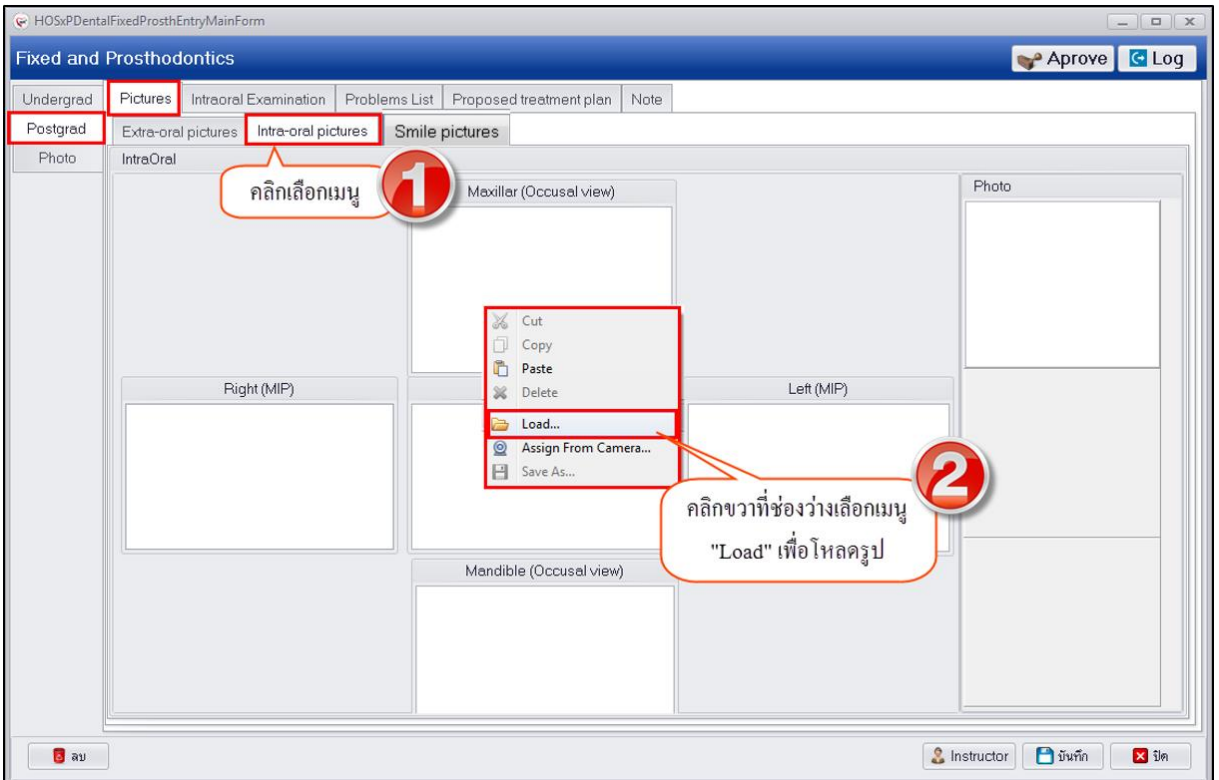 HOSxPDentalFixedProsthEntryMainForm
Fixed and Prosthodontics
Aprove
Log
Undergrad
Postgrad
Photo
Pictures
Intraoral Examination
Problems List
Proposed treatment plan
Note
Extra-oral pictures
Intra-oral pictures
Smile pictures
IntraOral
คลิกเลือกเมนู
1
Maxillar (Occusal view)
Photo
Cut
Copy
Paste
Delete
Load...
Assign From Camera...
Save As...
Right (MIP)
Left (MIP)
2
คลิกขวาที่ช่องว่างเลือกเมนู
"Load" เพื่อโหลดรูป
Mandible (Occusal view)
ลบ
Instructor
บันทึก
ปิด